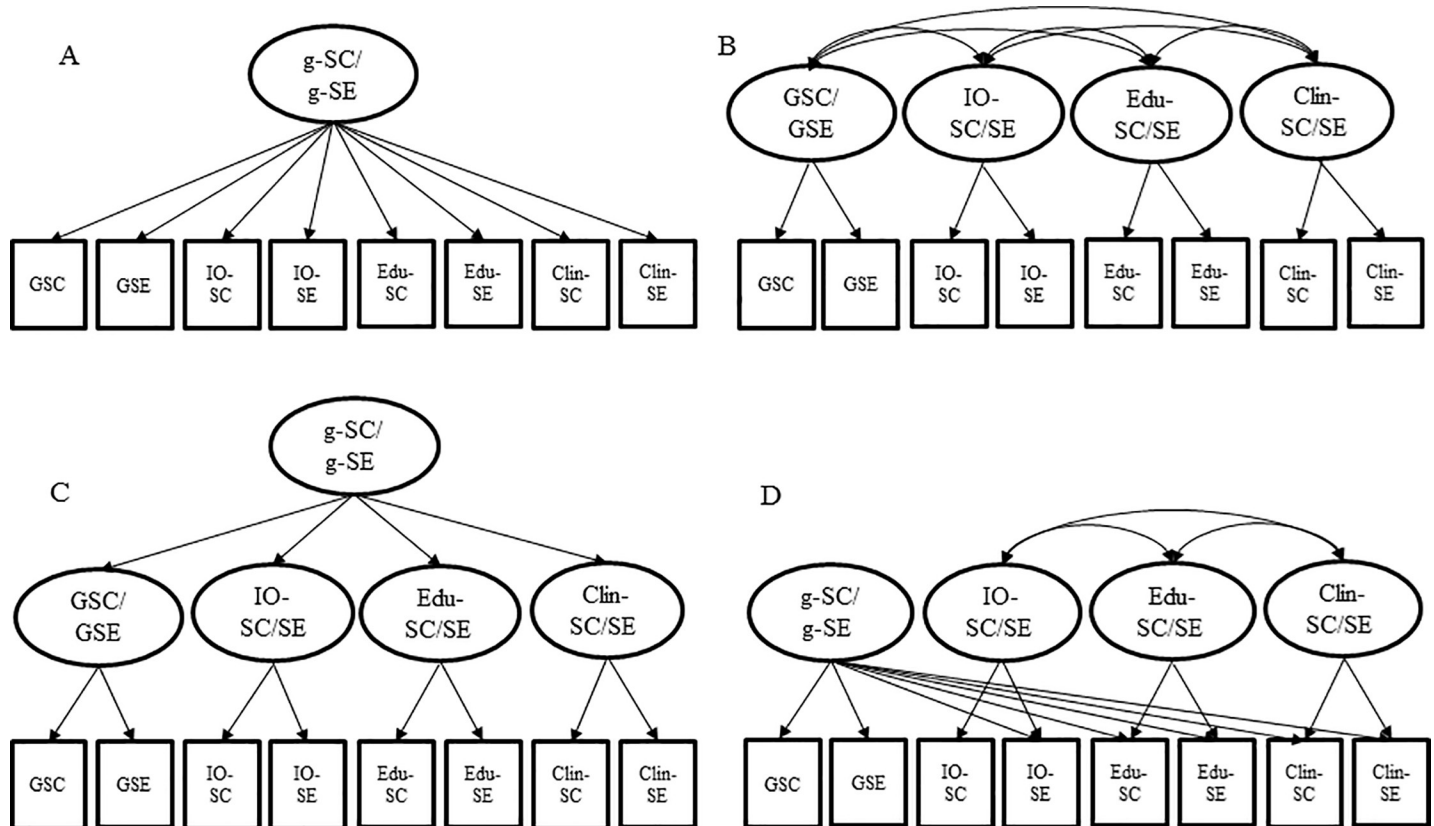 A
g-SC/
g-SE
GSC
GSE
IO-
SC
IO-
SE
Edu-
SC
Edu-
SE
Clin-
SC
Clin-
SE
B
GSC/
GSE
IO-
SC/SE
Edu-
SC/SE
Clin-
SC/SE
GSC
GSE
IO-
SC
IO-
SE
Edu-
SC
Edu-
SE
Clin-
SC
Clin-
SE
C
g-SC/
g-SE
GSC/
GSE
IO-
SC/SE
Edu-
SC/SE
Clin-
SC/SE
GSC
GSE
IO-
SC
IO-
SE
Edu-
SC
Edu-
SE
Clin-
SC
Clin-
SE
D
g-SC/
g-SE
IO-
SC/SE
Edu-
SC/SE
Clin-
SC/SE
GSC
GSE
IO-
SC
IO-
SE
Edu-
SC
Edu-
SE
Clin-
SC
Clin-
SE